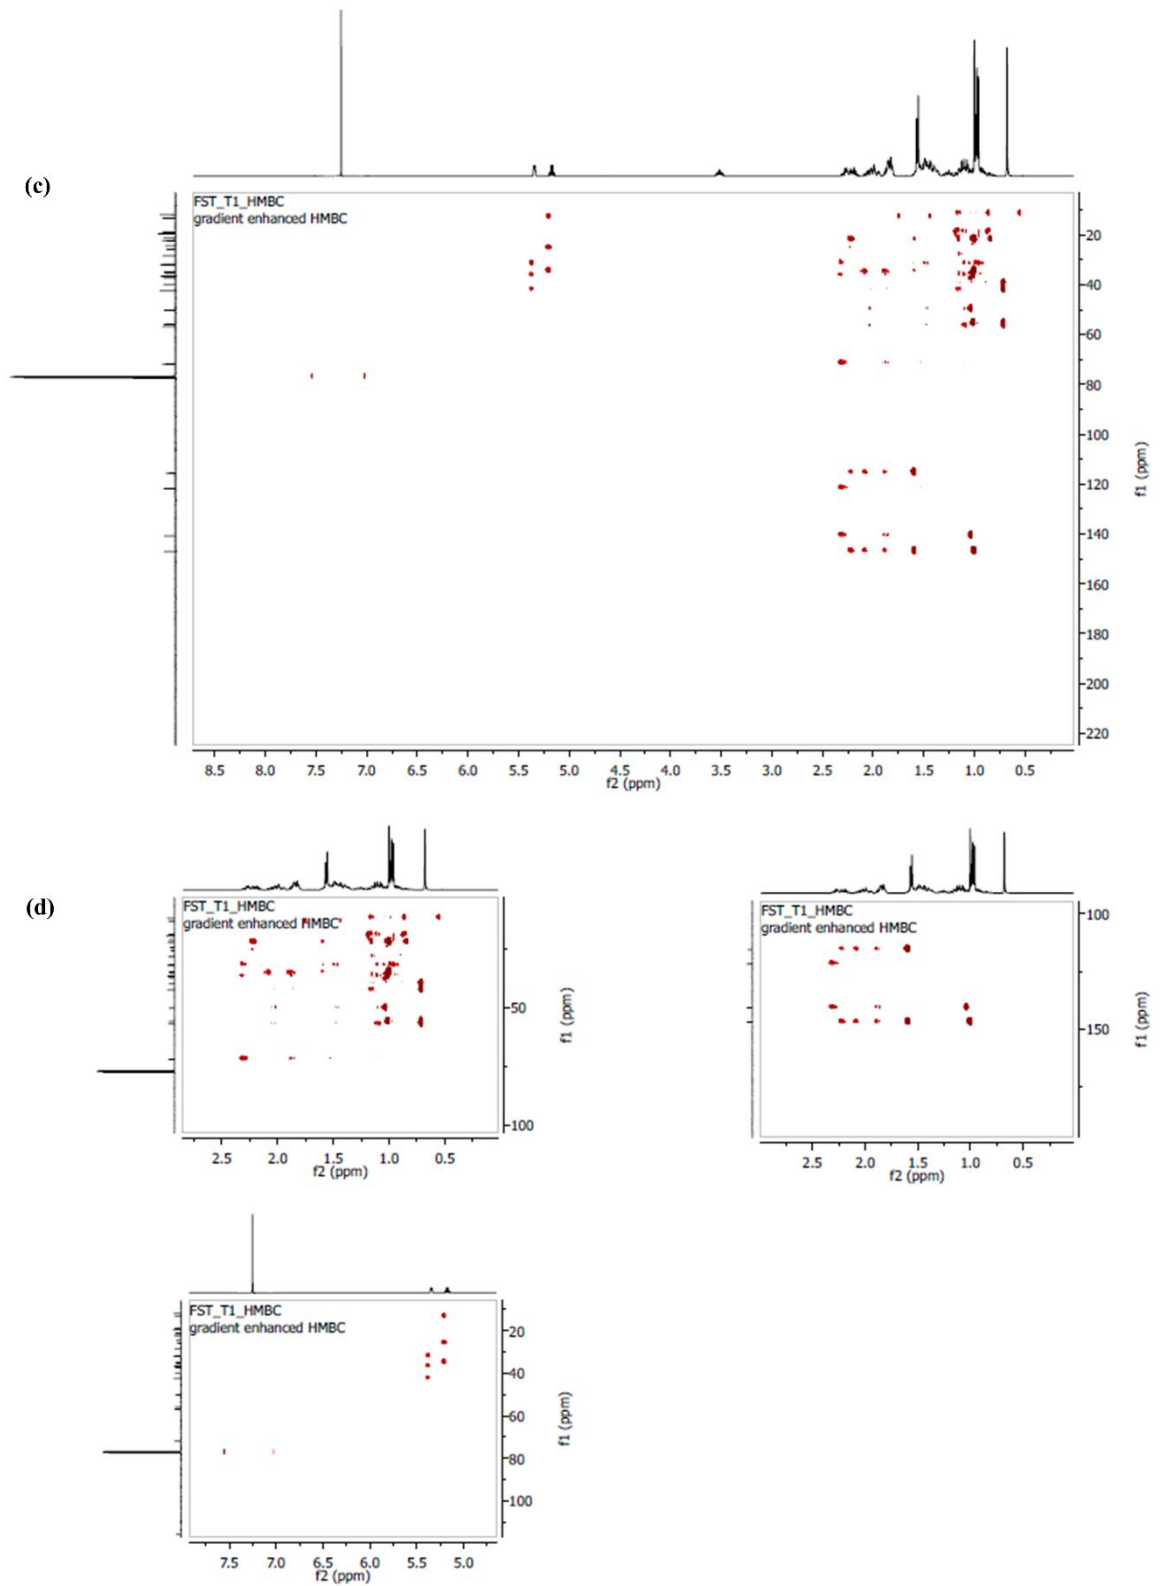 (c)
FST_T1_HMBC
gradient enhanced HMBC
20
40
60
80
100
120
140
160
180
200
220
f1 (ppm)
8.5 8.0 7.5 7.0 6.5 6.0 5.5 5.0 4.5 4.0 3.5 3.0 2.5 2.0 1.5 1.0 0.5
f2 (ppm)
(d)
FST_T1_HMBC
gradient enhanced HMBC
50
100
f1 (ppm)
2.5 2.0 1.5 1.0 0.5
f2 (ppm)
FST_T1_HMBC
gradient enhanced HMBC
100
150
f1 (ppm)
2.5 2.0 1.5 1.0 0.5
f2 (ppm)
FST_T1_HMBC
gradient enhanced HMBC
20
40
60
80
100
f1 (ppm)
7.5 7.0 6.5 6.0 5.5 5.0
f2 (ppm)